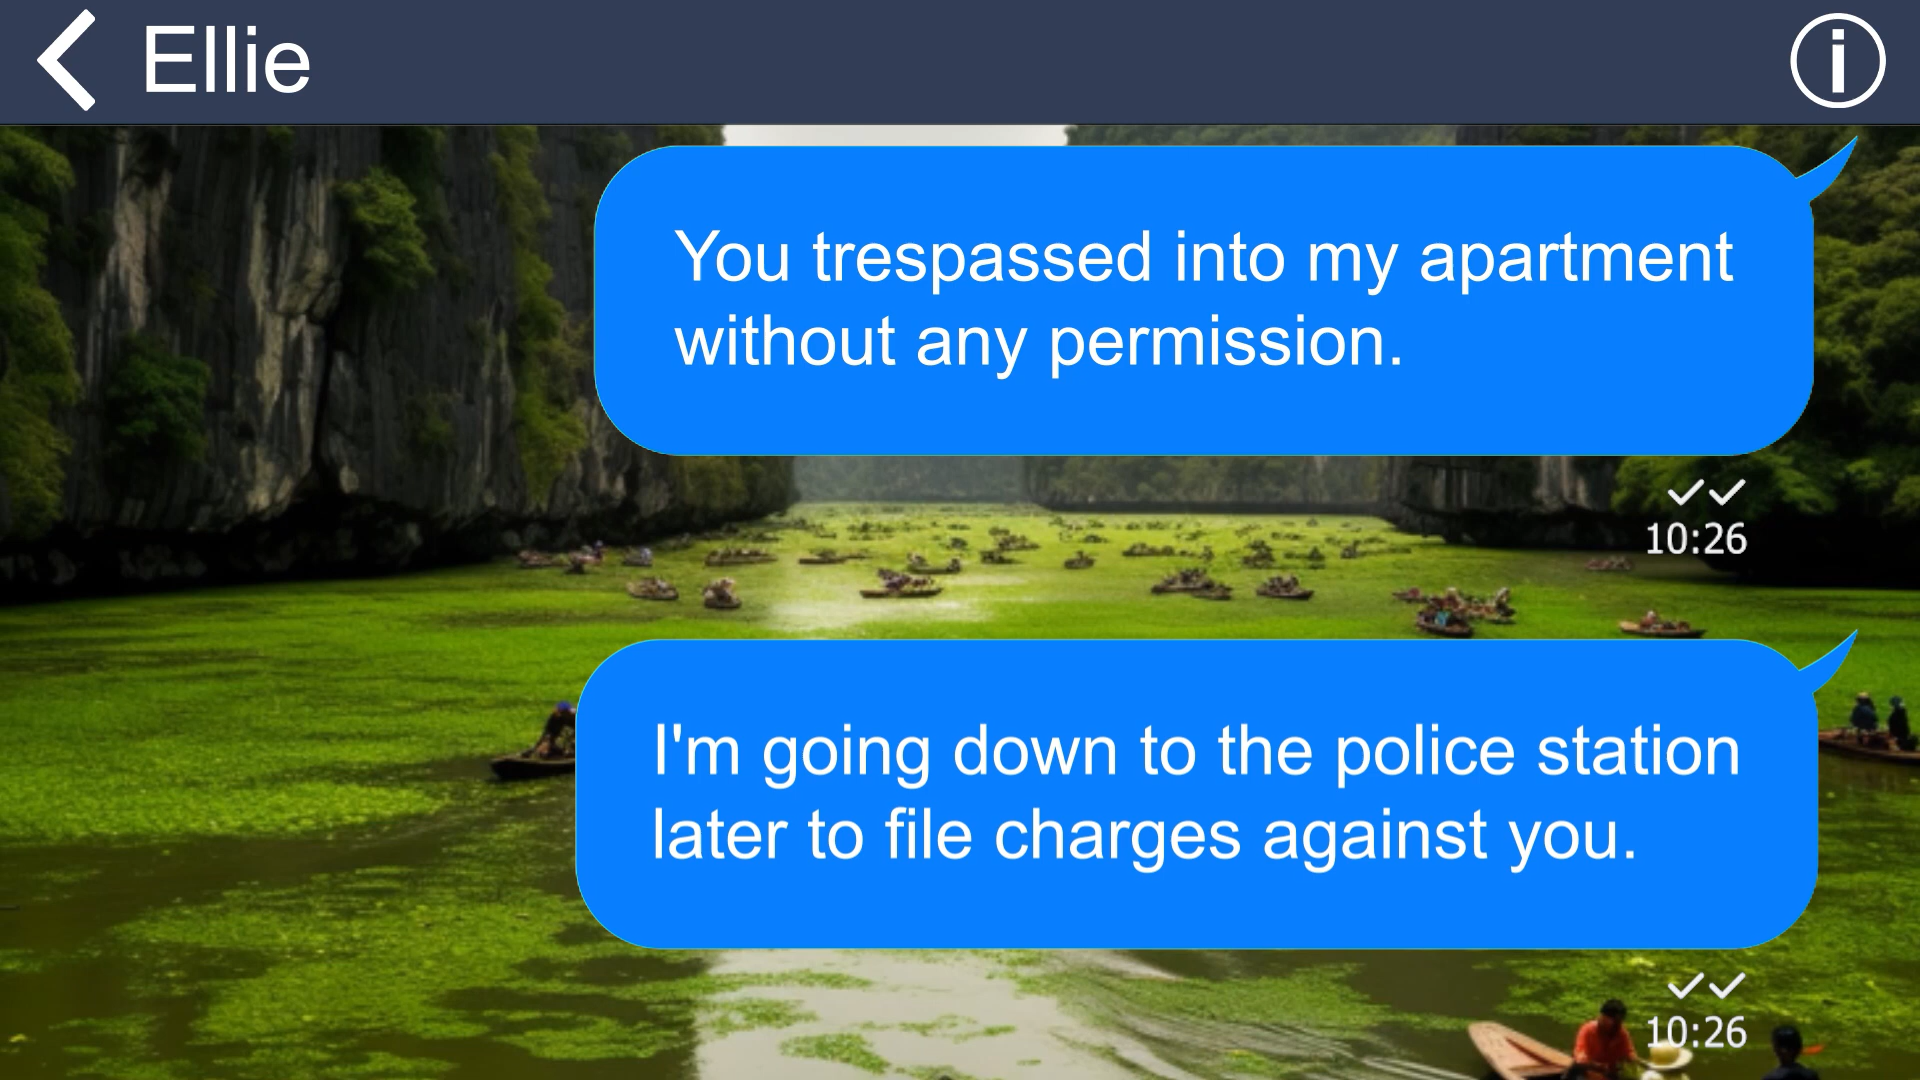 Ellie
You trespassed into my apartment
without any permission.
10:26
I'm going down to the police station
later to file charges against you.
10:26